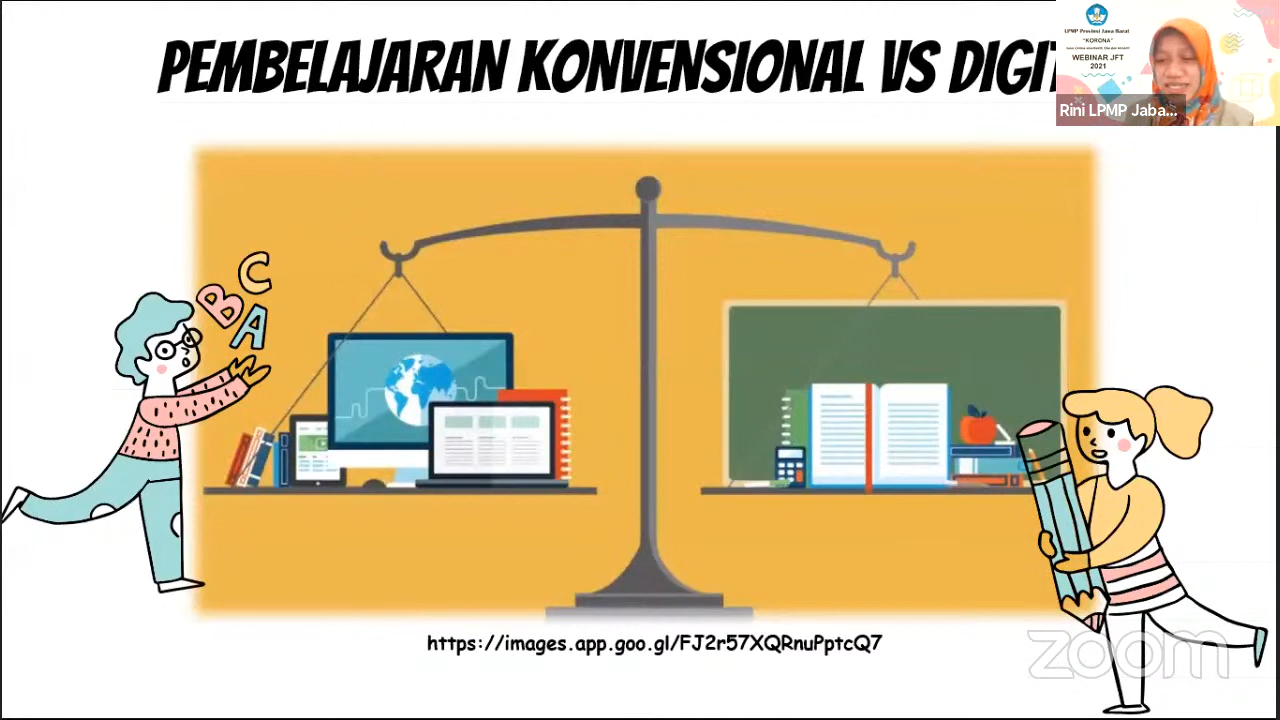 PEMBELAJARAN KONVENSIONAL VS DIGIT
LPMP Provinsi Jawa Barat
"KORONA"
WEBINAR JFT
2021
Rini LPMP Jaba...
C
B
A
https://images.app.goo.gl/FJ2r57XQRnuPptcQ7
zoom